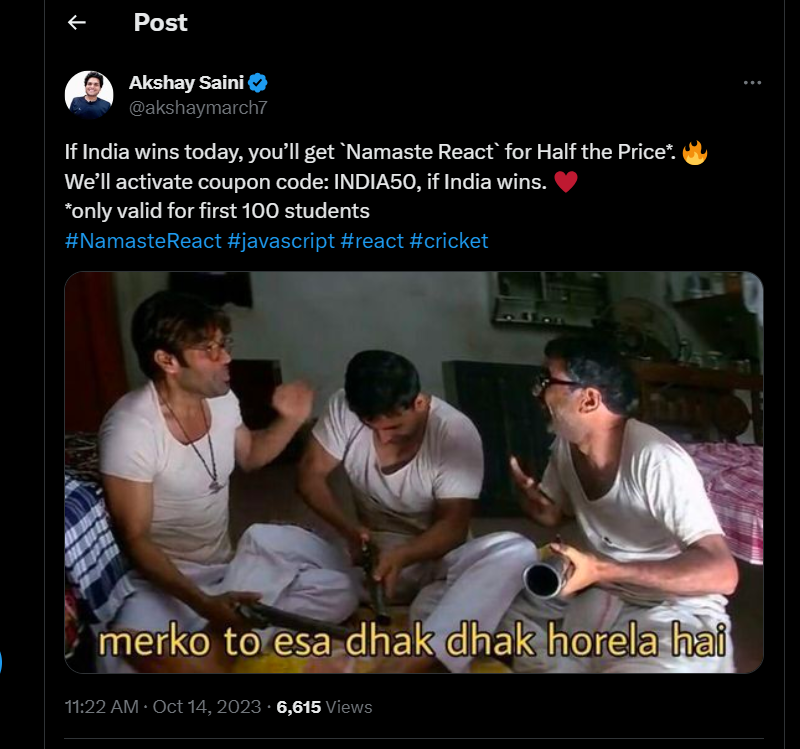 Post
Akshay Saini
@akshaymarch7
If India wins today, you’ll get `Namaste React` for Half the Price*. 🔥
We’ll activate coupon code: INDIA50, if India wins. ♥️
*only valid for first 100 students
#NamasteReact #javascript #react #cricket
merko to esa dhak dhak horela hai
11:22 AM · Oct 14, 2023 · 6,615 Views